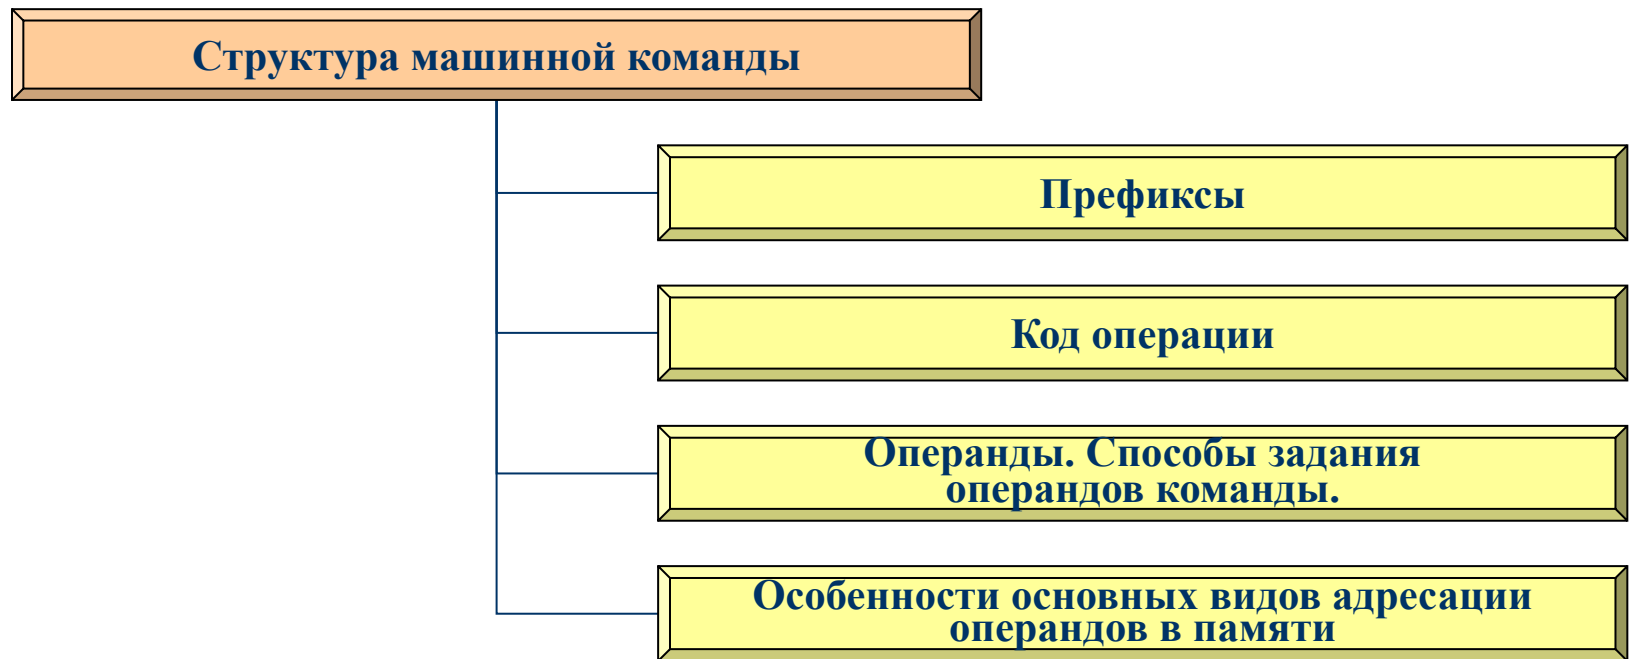 Структура машинной команды
Префиксы
Код операции
Операнды. Способы задания
операндов команды.
Особенности основных видов адресации
операндов в памяти